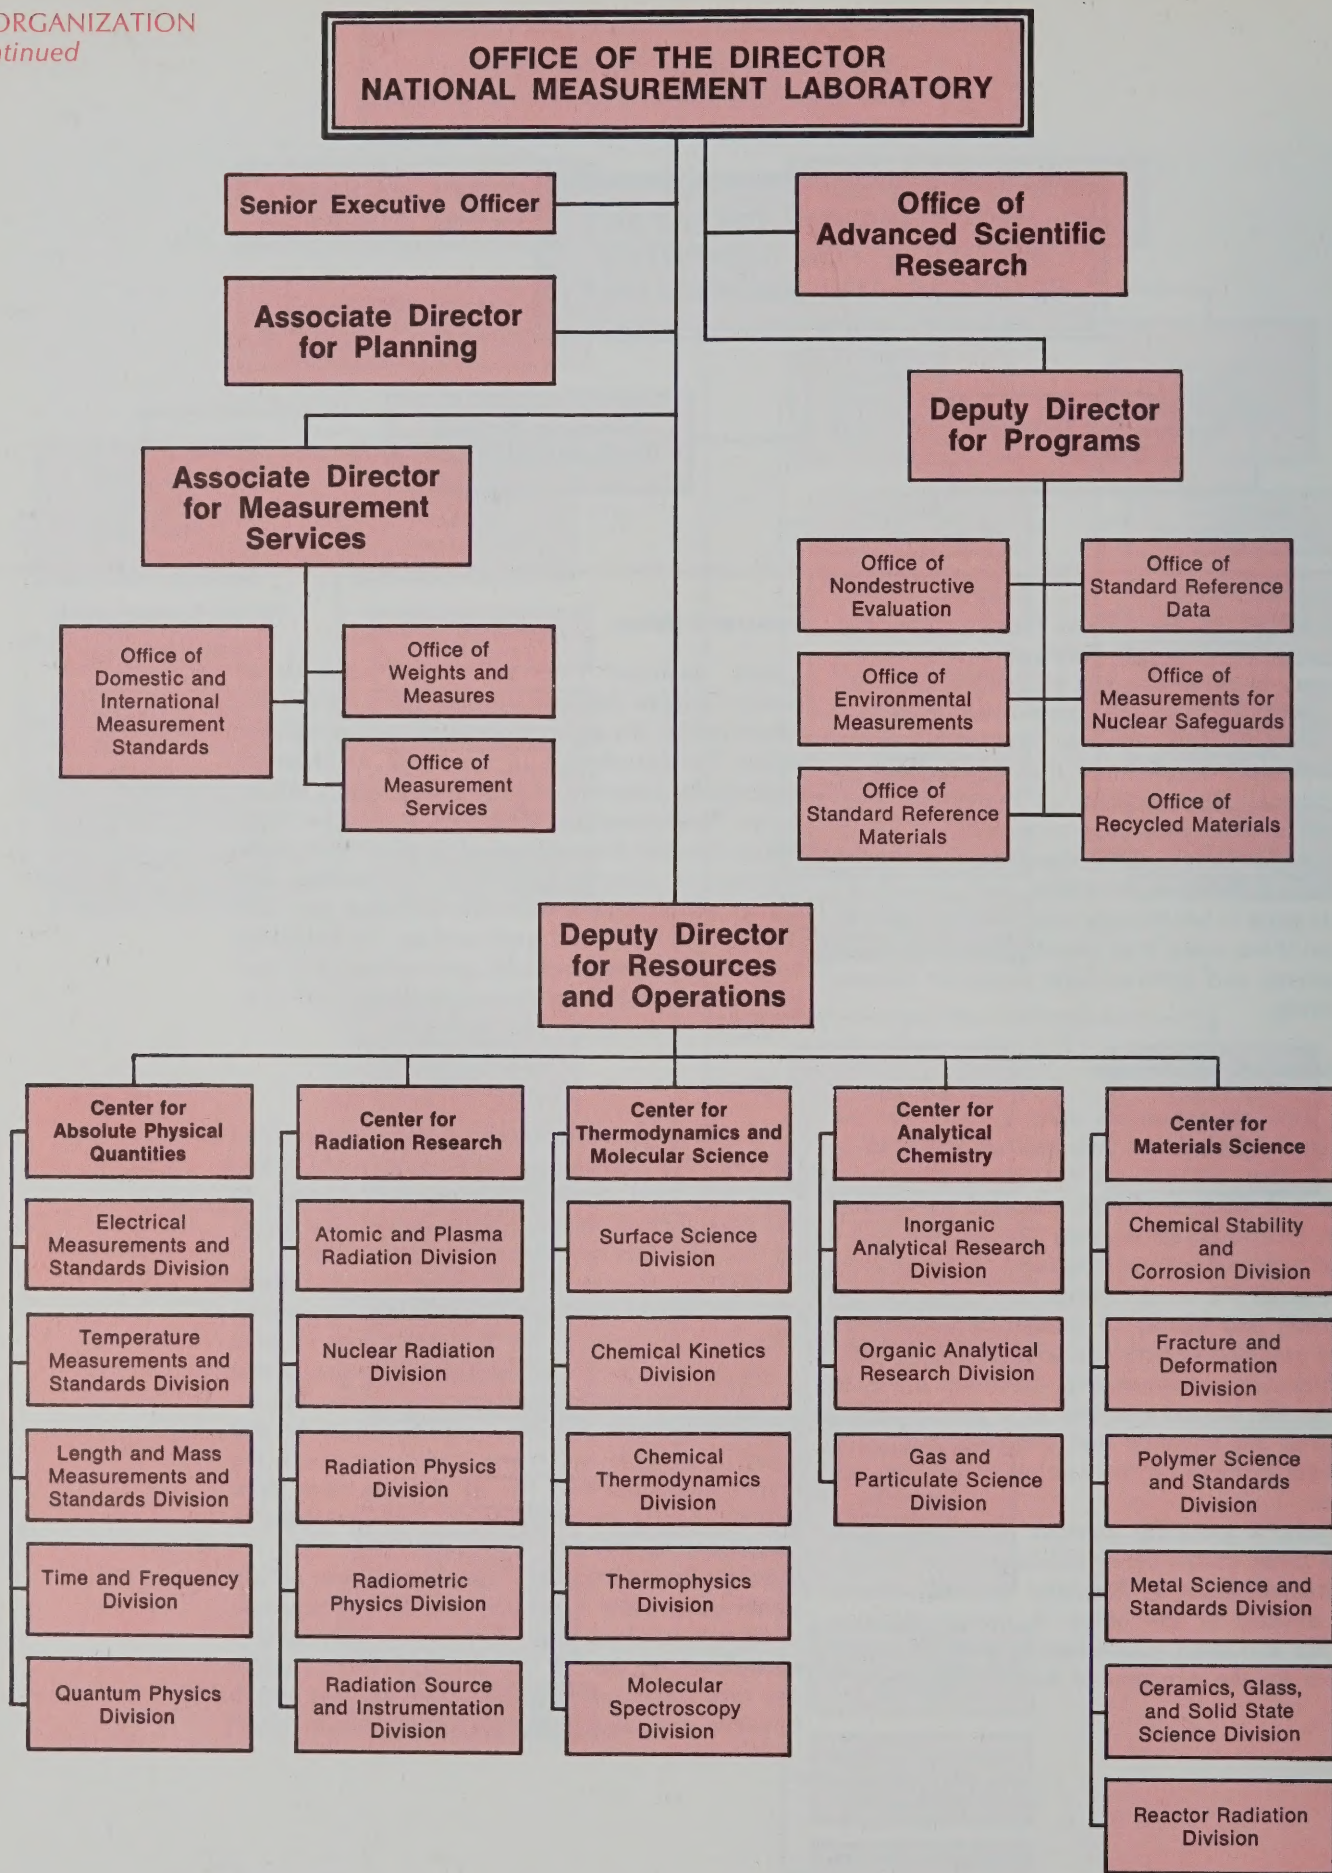 ORGANIZATION
tinued
OFFICE OF THE DIRECTOR
NATIONAL MEASUREMENT LABORATORY
Senior Executive Officer
Office of
Advanced Scientific
Research
Associate Director
for Planning
Deputy Director
for Programs
Associate Director
for Measurement
Services
Office of
Nondestructive
Evaluation
Office of
Standard Reference
Data
Office of
Domestic and
International
Measurement
Standards
Office of
Weights and
Measures
Office of
Environmental
Measurements
Office of
Measurements for
Nuclear Safeguards
Office of
Measurement
Services
Office of
Standard Reference
Materials
Office of
Recycled Materials
Deputy Director
for Resources
and Operations
Center for
Absolute Physical
Quantities
Electrical
Measurements and
Standards Division
Temperature
Measurements and
Standards Division
Length and Mass
Measurements and
Standards Division
Time and Frequency
Division
Quantum Physics
Division
Center for
Radiation Research
Atomic and Plasma
Radiation Division
Nuclear Radiation
Division
Radiation Physics
Division
Radiometric
Physics Division
Radiation Source
and Instrumentation
Division
Center for
Thermodynamics and
Molecular Science
Surface Science
Division
Chemical Kinetics
Division
Chemical
Thermodynamics
Division
Thermophysics
Division
Molecular
Spectroscopy
Division
Center for
Analytical
Chemistry
Inorganic
Analytical Research
Division
Organic Analytical
Research Division
Gas and
Particulate Science
Division
Center for
Materials Science
Chemical Stability
and
Corrosion Division
Fracture and
Deformation
Division
Polymer Science
and Standards
Division
Metal Science and
Standards Division
Ceramics, Glass,
and Solid State
Science Division
Reactor Radiation
Division